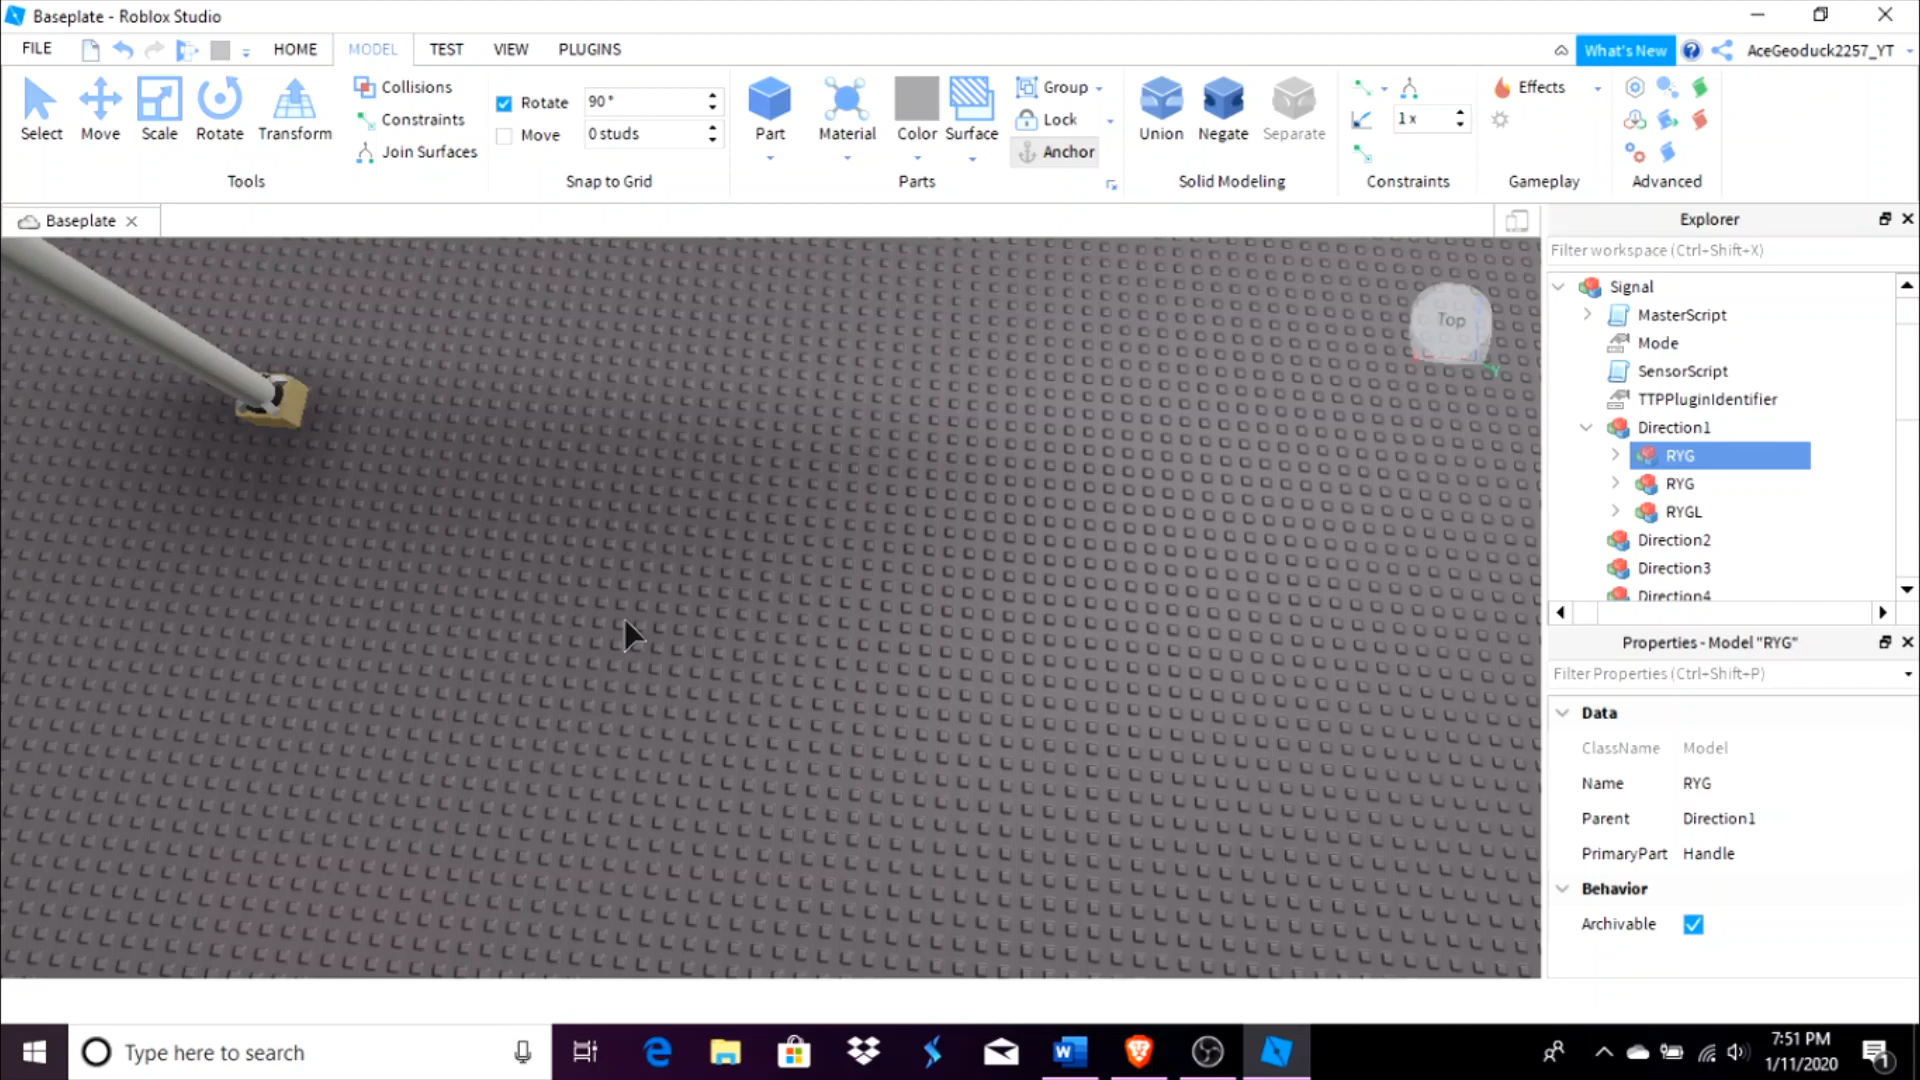 Baseplate - Roblox Studio
FILE HOME MODEL TEST VIEW PLUGINS What's New AceGeoduck2257_YT
Select Move Scale Rotate Transform
Collisions
Constraints
Join Surfaces
Tools
Rotate 90°
Move 0 studs
Snap to Grid
Part Material Color Surface
Group
Lock
Anchor
Parts
Union Negate Separate
Solid Modeling
1x
Constraints
Effects
Gameplay
Advanced
Baseplate
Top
Y
Explorer
Filter workspace (Ctrl+Shift+X)
Signal
MasterScript
Mode
SensorScript
TTPPluginIdentifier
Direction1
RYG
RYG
RYGL
Direction2
Direction3
Direction4
Properties - Model "RYG"
Filter Properties (Ctrl+Shift+P)
Data
ClassName Model
Name RYG
Parent Direction1
PrimaryPart Handle
Behavior
Archivable
Type here to search
7:51 PM
1/11/2020
1